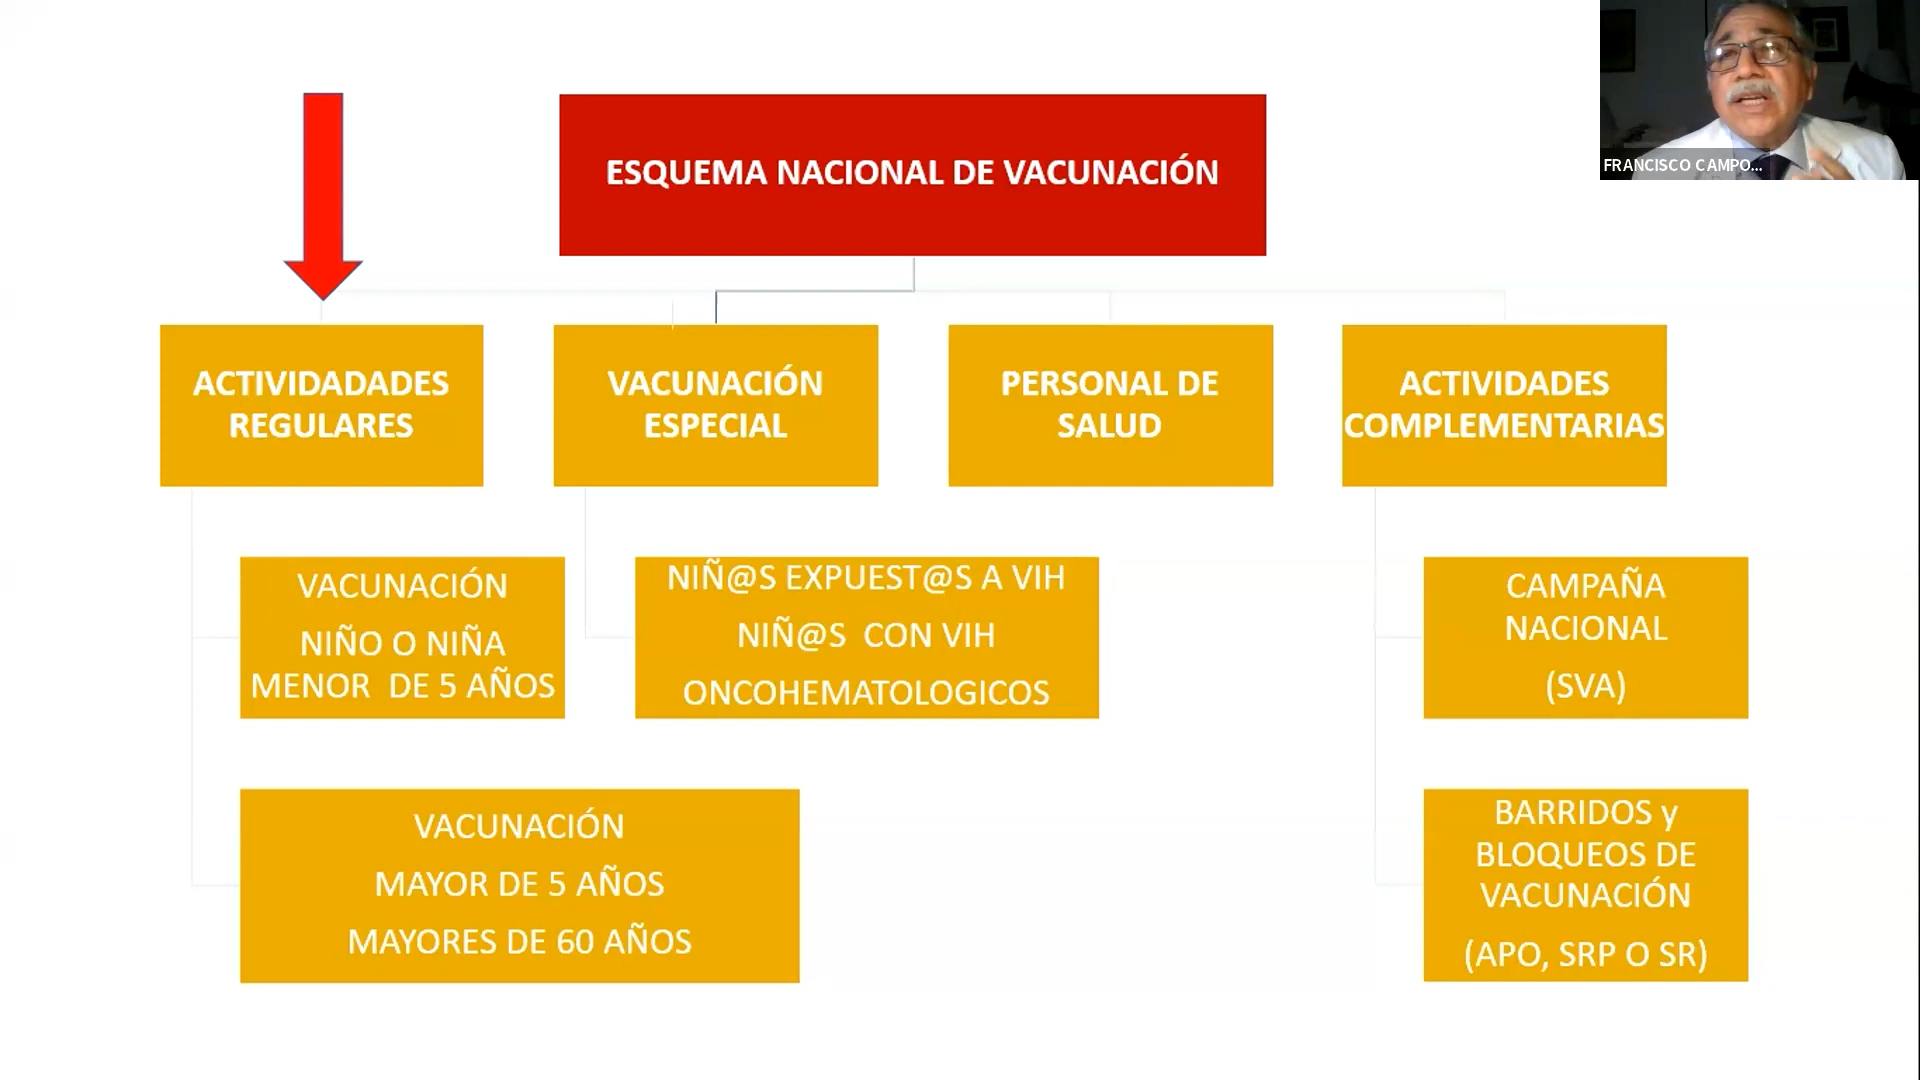 FRANCISCO CAMPO...
ESQUEMA NACIONAL DE VACUNACIÓN
ACTIVIDADADES
REGULARES
VACUNACIÓN
ESPECIAL
PERSONAL DE
SALUD
ACTIVIDADES
COMPLEMENTARIAS
VACUNACIÓN
NIÑO O NIÑA
MENOR DE 5 AÑOS
NIÑ@S EXPUEST@S A VIH
NIÑ@S CON VIH
ONCOHEMATOLOGICOS
CAMPAÑA
NACIONAL
(SVA)
VACUNACIÓN
MAYOR DE 5 AÑOS
MAYORES DE 60 AÑOS
BARRIDOS y
BLOQUEOS DE
VACUNACIÓN
(APO, SRP O SR)